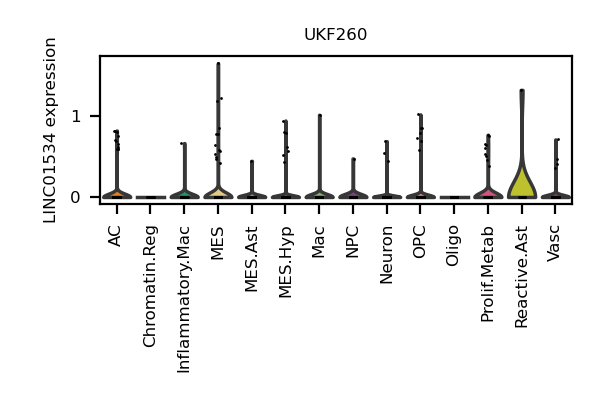 UKF260
LINC01534 expression
1
0
AC
Chromatin.Reg
Inflammatory.Mac
MES
MES.Ast
MES.Hyp
Mac
NPC
Neuron
OPC
Oligo
Prolif.Metab
Reactive.Ast
Vasc